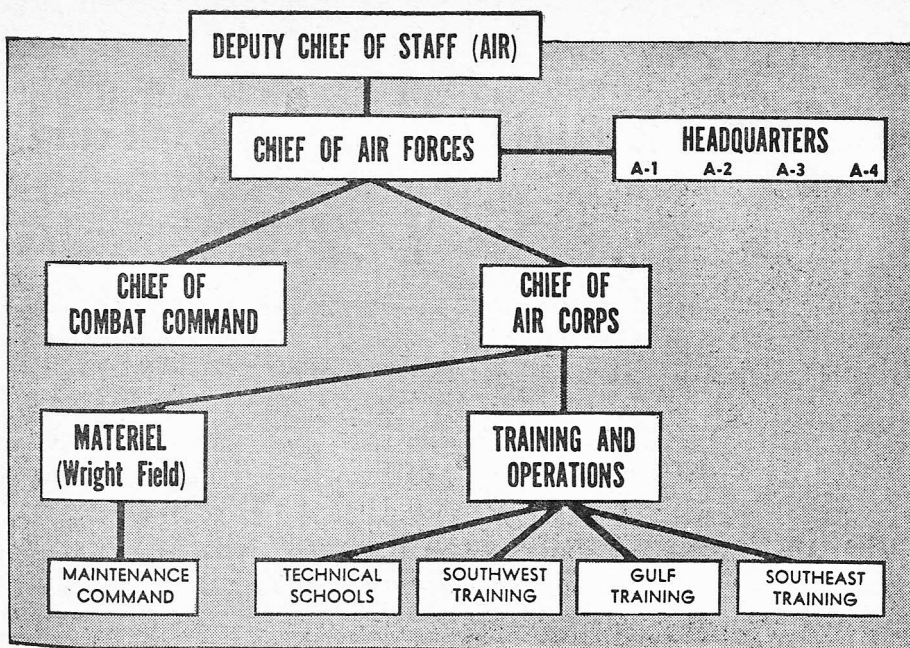 DEPUTY CHIEF OF STAFF (AIR)
CHIEF OF AIR FORCES
HEADQUARTERS
A-1 A-2 A-3 A-4
CHIEF OF
COMBAT COMMAND
CHIEF OF
AIR CORPS
MATERIEL
(Wright Field)
TRAINING AND
OPERATIONS
MAINTENANCE
COMMAND
TECHNICAL
SCHOOLS
SOUTHWEST
TRAINING
GULF
TRAINING
SOUTHEAST
TRAINING